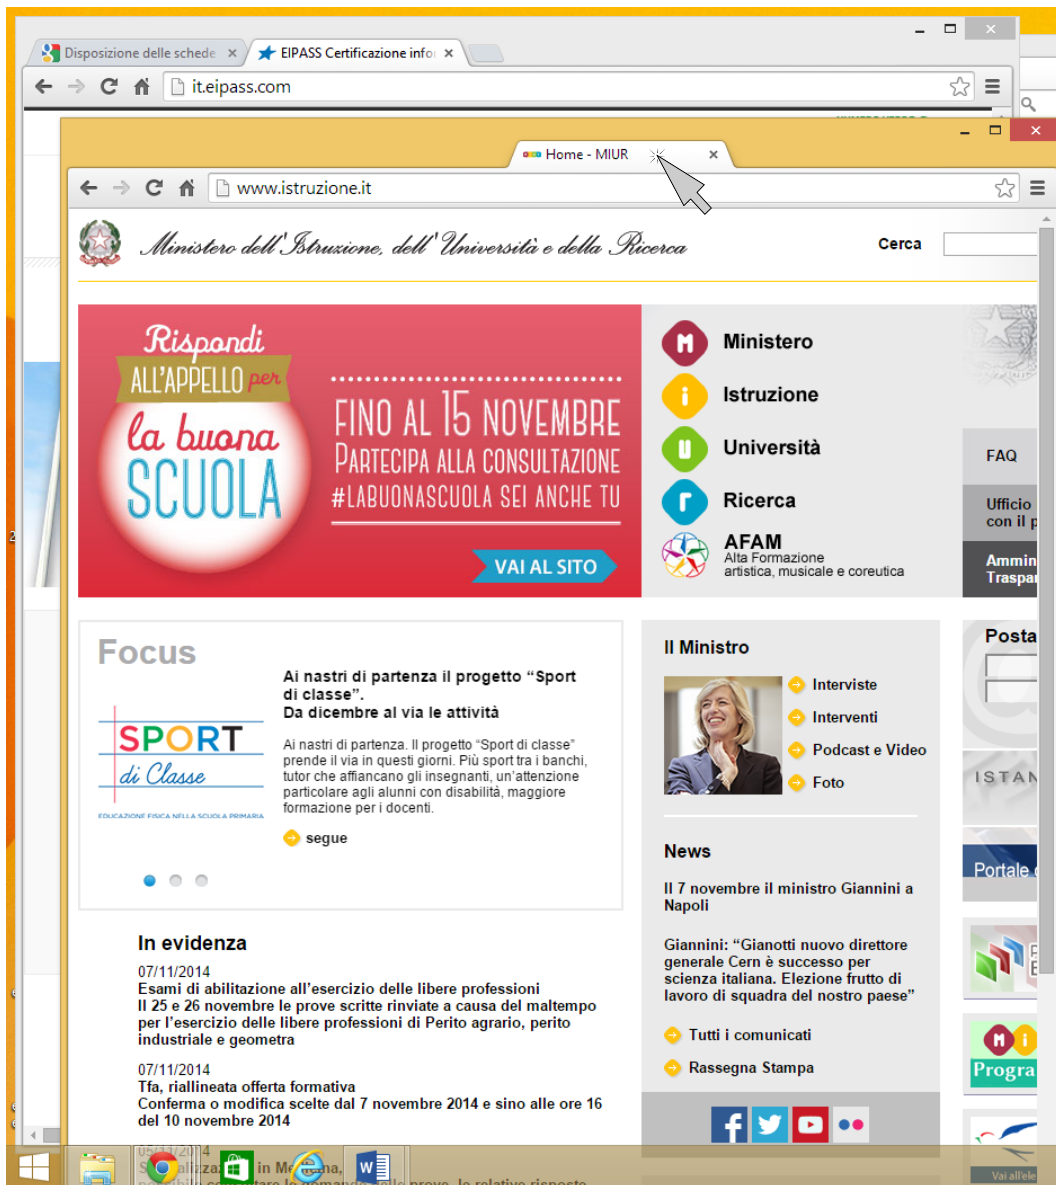 Disposizione delle schede
EIPASS Certificazione infor
it.eipass.com
Home - MIUR
www.istruzione.it
Ministero dell'Istruzione, dell'Università e della Ricerca
Cerca
Rispondi
ALL'APPELLO per
la buona
SCUOLA
FINO AL 15 NOVEMBRE
PARTECIPA ALLA CONSULTAZIONE
#LABUONASCUOLA SEI ANCHE TU
VAI AL SITO
M Ministero
i Istruzione
U Università
r Ricerca
AFAM
Alta Formazione
artistica, musicale e coreutica
FAQ
Ufficio
con il p
Ammin
Traspar
Focus
SPORT
di Classe
EDUCAZIONE FISICA NELLA SCUOLA PRIMARIA
Ai nastri di partenza il progetto “Sport
di classe”.
Da dicembre al via le attività
Ai nastri di partenza. Il progetto “Sport di classe”
prende il via in questi giorni. Più sport tra i banchi,
tutor che affiancano gli insegnanti, un’attenzione
particolare agli alunni con disabilità, maggiore
formazione per i docenti.
segue
Il Ministro
Interviste
Interventi
Podcast e Video
Foto
Posta
@
ISTAN
Portale
News
Il 7 novembre il ministro Giannini a
Napoli
Giannini: “Gianotti nuovo direttore
generale Cern è successo per
scienza italiana. Elezione frutto di
lavoro di squadra del nostro paese”
Tutti i comunicati
Rassegna Stampa
Progra
Vai all'ele
In evidenza
07/11/2014
Esami di abilitazione all’esercizio delle libere professioni
Il 25 e 26 novembre le prove scritte rinviate a causa del maltempo
per l’esercizio delle libere professioni di Perito agrario, perito
industriale e geometra
07/11/2014
Tfa, riallineata offerta formativa
Conferma o modifica scelte dal 7 novembre 2014 e sino alle ore 16
del 10 novembre 2014
05/11/2014